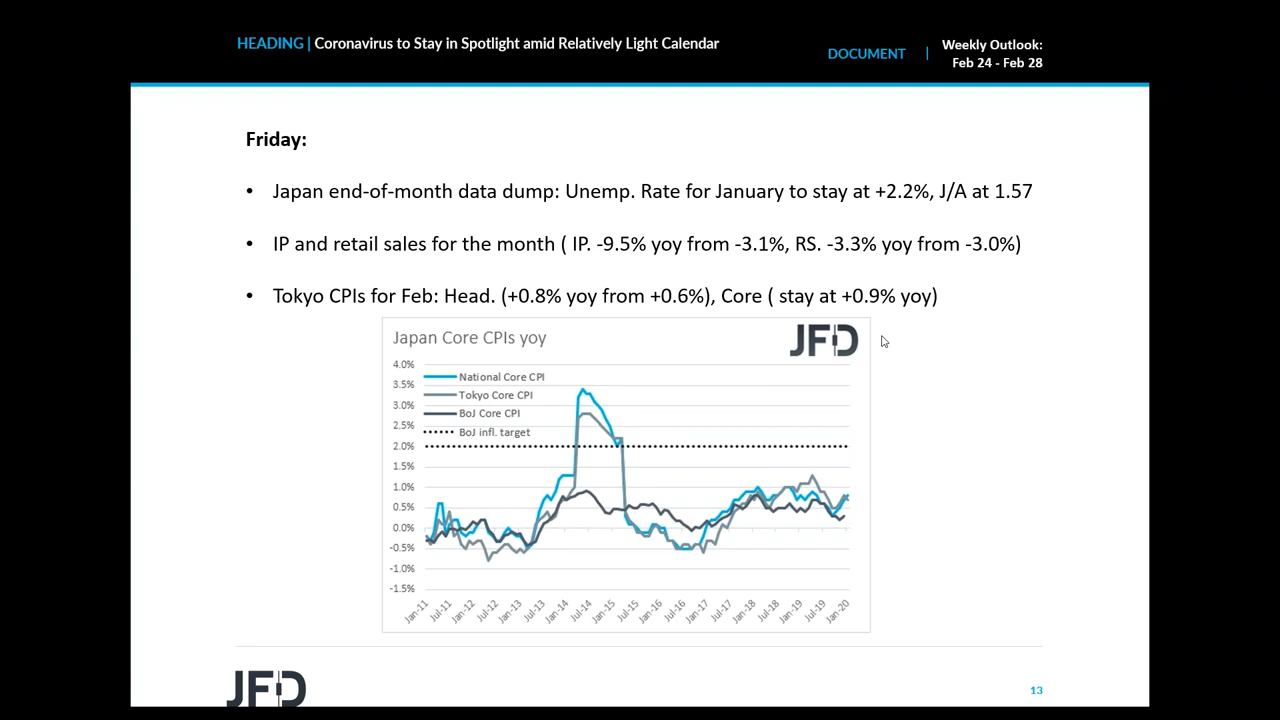 HEADING | Coronavirus to Stay in Spotlight amid Relatively Light Calendar
DOCUMENT | Weekly Outlook:
Feb 24 - Feb 28
Friday:
• Japan end-of-month data dump: Unemp. Rate for January to stay at +2.2%, J/A at 1.57
• IP and retail sales for the month ( IP. -9.5% yoy from -3.1%, RS. -3.3% yoy from -3.0%)
• Tokyo CPIs for Feb: Head. (+0.8% yoy from +0.6%), Core ( stay at +0.9% yoy)
Japan Core CPIs yoy
JFD
4.0%
3.5%
3.0%
2.5%
2.0%
1.5%
1.0%
0.5%
0.0%
-0.5%
-1.0%
-1.5%
National Core CPI
Tokyo Core CPI
BoJ Core CPI
BoJ infl. target
Jan-11
Jul-11
Jan-12
Jul-12
Jan-13
Jul-13
Jan-14
Jul-14
Jan-15
Jul-15
Jan-16
Jul-16
Jan-17
Jul-17
Jan-18
Jul-18
Jan-19
Jul-19
Jan-20
JFD
13